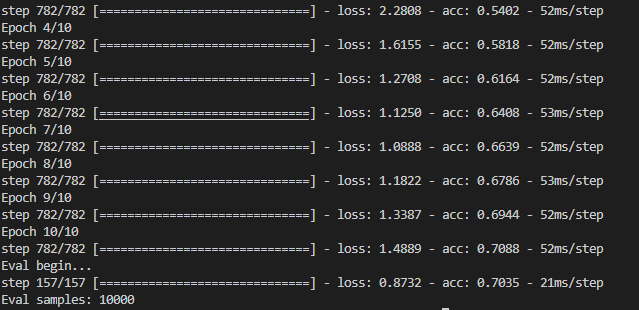 step 782/782 [==============================] - loss: 2.2808 - acc: 0.5402 - 52ms/step
Epoch 4/10
step 782/782 [==============================] - loss: 1.6155 - acc: 0.5818 - 52ms/step
Epoch 5/10
step 782/782 [==============================] - loss: 1.2708 - acc: 0.6164 - 52ms/step
Epoch 6/10
step 782/782 [==============================] - loss: 1.1250 - acc: 0.6408 - 53ms/step
Epoch 7/10
step 782/782 [==============================] - loss: 1.0888 - acc: 0.6639 - 52ms/step
Epoch 8/10
step 782/782 [==============================] - loss: 1.1822 - acc: 0.6786 - 53ms/step
Epoch 9/10
step 782/782 [==============================] - loss: 1.3387 - acc: 0.6944 - 52ms/step
Epoch 10/10
step 782/782 [==============================] - loss: 1.4889 - acc: 0.7088 - 52ms/step
Eval begin...
step 157/157 [==============================] - loss: 0.8732 - acc: 0.7035 - 21ms/step
Eval samples: 10000